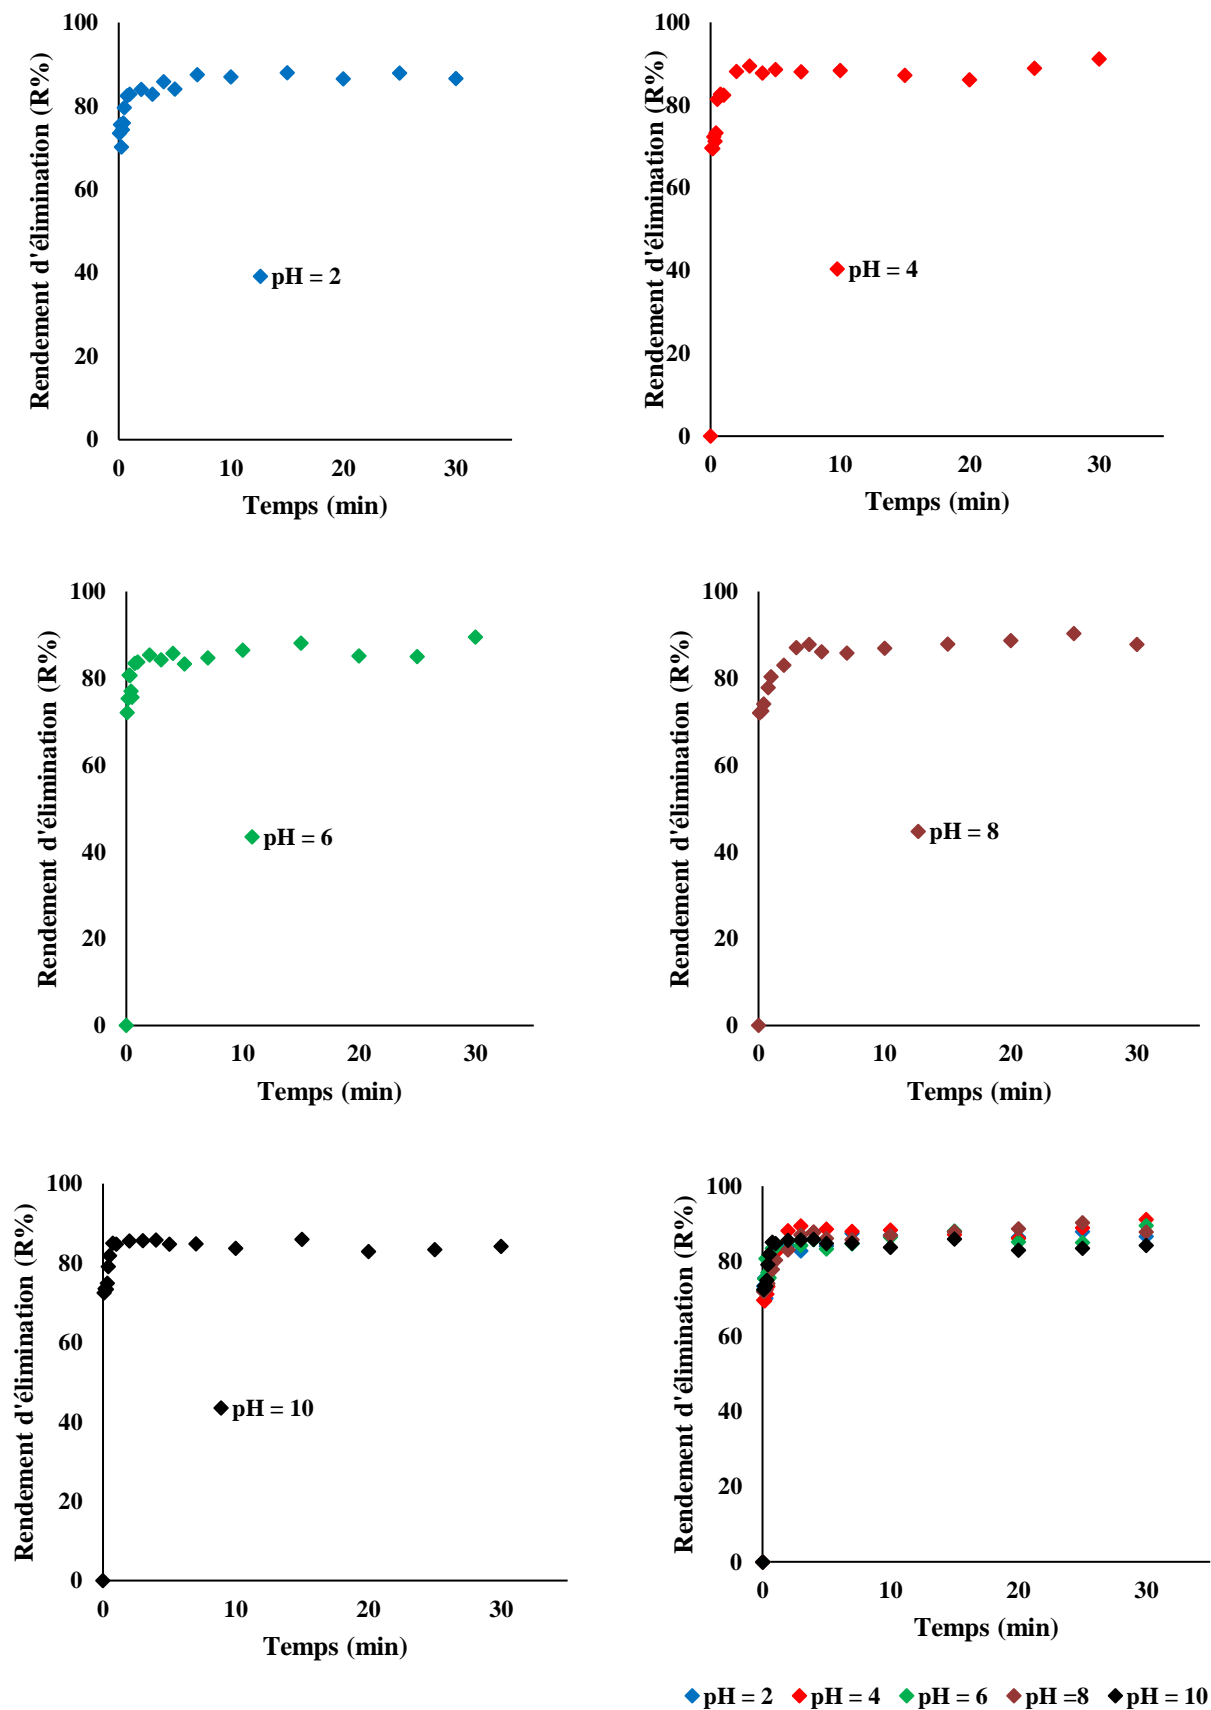 Rendement d'élimination (R%)
100
80
60
40
20
0
pH = 2
0 10 20 30
Temps (min)
Rendement d'élimination (R%)
100
80
60
40
20
0
pH = 4
0 10 20 30
Temps (min)
Rendement d'élimination (R%)
100
80
60
40
20
0
pH = 6
0 10 20 30
Temps (min)
Rendement d'élimination (R%)
100
80
60
40
20
0
pH = 8
0 10 20 30
Temps (min)
Rendement d'élimination (R%)
100
80
60
40
20
0
pH = 10
0 10 20 30
Temps (min)
Rendement d'élimination (R%)
100
80
60
40
20
0
0 10 20 30
Temps (min)
pH = 2 pH = 4 pH = 6 pH =8 pH = 10